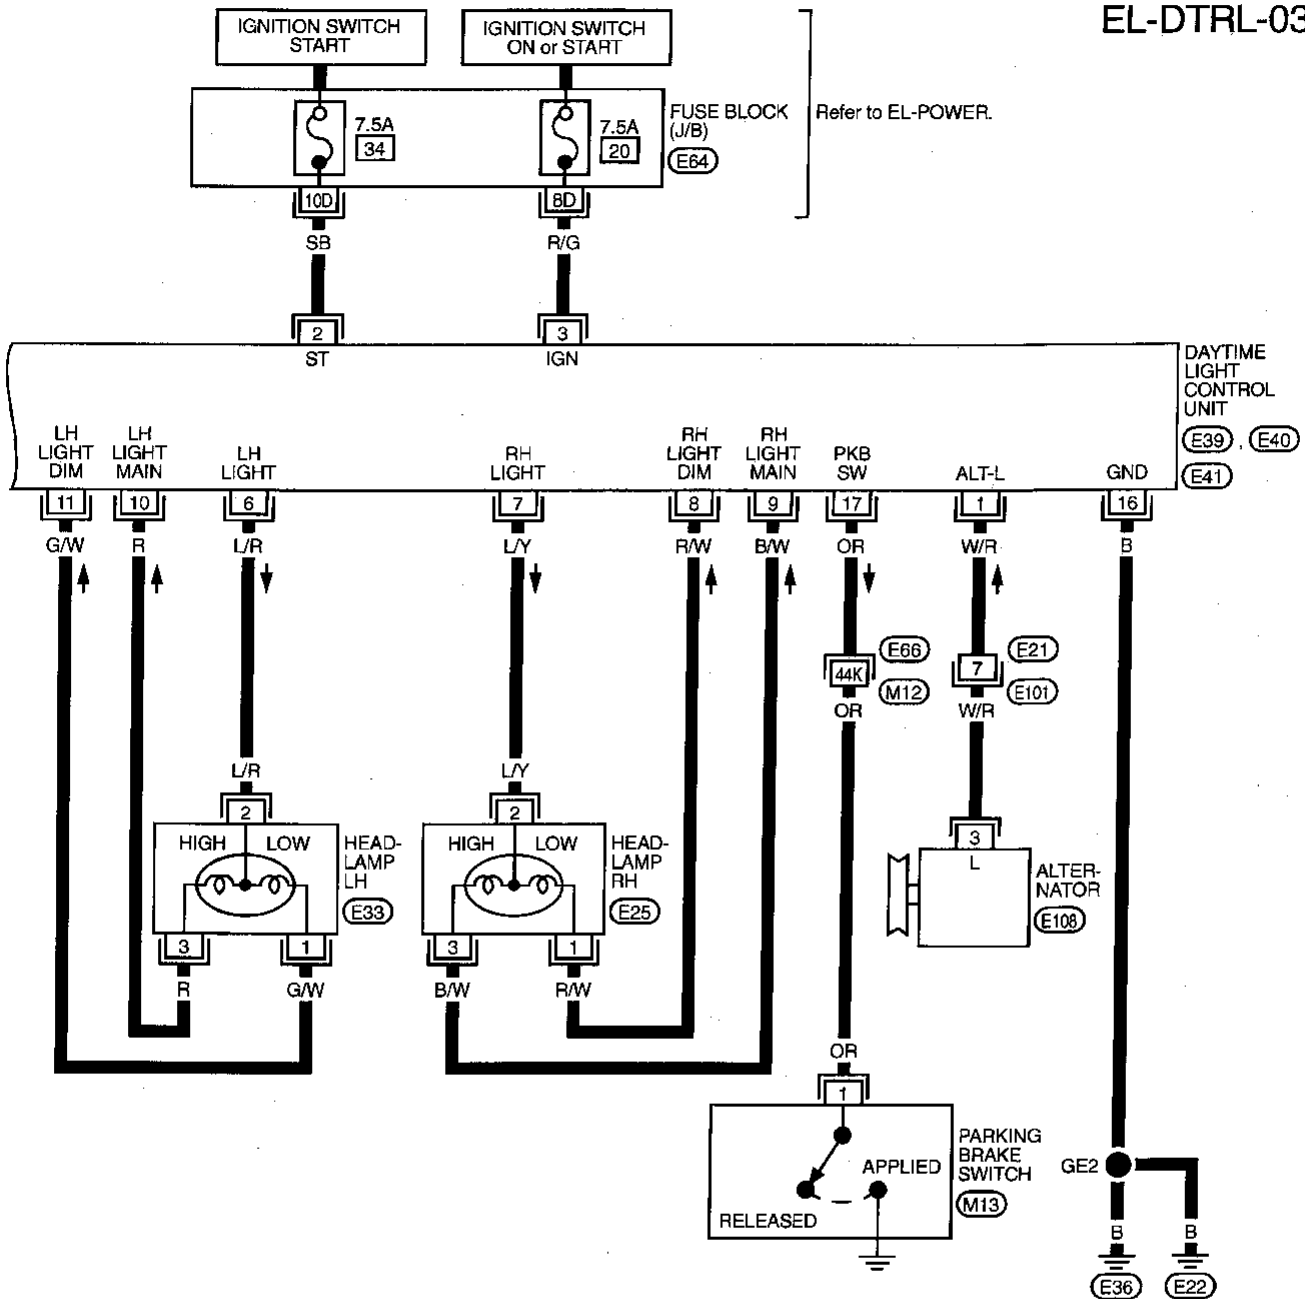 EL-DTRL-03
IGNITION SWITCH
START
IGNITION SWITCH
ON or START
7.5A
34
7.5A
20
FUSE BLOCK
(J/B)
E64
Refer to EL-POWER.
10D
8D
SB
R/G
2
3
ST
IGN
DAYTIME
LIGHT
CONTROL
UNIT
E39 , E40
E41
LH
LIGHT
DIM
LH
LIGHT
MAIN
LH
LIGHT
RH
LIGHT
RH
LIGHT
DIM
RH
LIGHT
MAIN
PKB
SW
ALT-L
GND
11
10
6
7
8
9
17
1
16
G/W
R
L/R
L/Y
R/W
B/W
OR
W/R
B
44K
E66
M12
7
E21
E101
OR
W/R
L/R
L/Y
2
2
HIGH
LOW
HEAD-
LAMP
LH
E33
HIGH
LOW
HEAD-
LAMP
RH
E25
3
L
ALTER-
NATOR
E108
3
1
3
1
R
G/W
B/W
R/W
OR
1
APPLIED
RELEASED
PARKING
BRAKE
SWITCH
M13
GE2
B
B
E36
E22